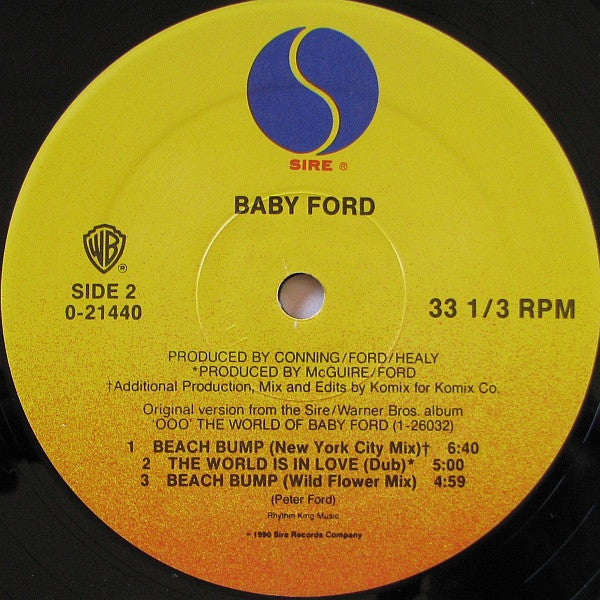 SIRE ®
BABY FORD
WB ®
SIDE 2
0-21440
33 1/3 RPM
PRODUCED BY CONNING/FORD/HEALY
*PRODUCED BY McGUIRE/FORD
†Additional Production, Mix and Edits by Komix for Komix Co.
Original version from the Sire/Warner Bros. album
'OOO' THE WORLD OF BABY FORD (1-26032)
1 BEACH BUMP (New York City Mix)† 6:40
2 THE WORLD IS IN LOVE (Dub)* 5:00
3 BEACH BUMP (Wild Flower Mix) 4:59
(Peter Ford)
Rhythm King Music
℗ 1990 Sire Records Company